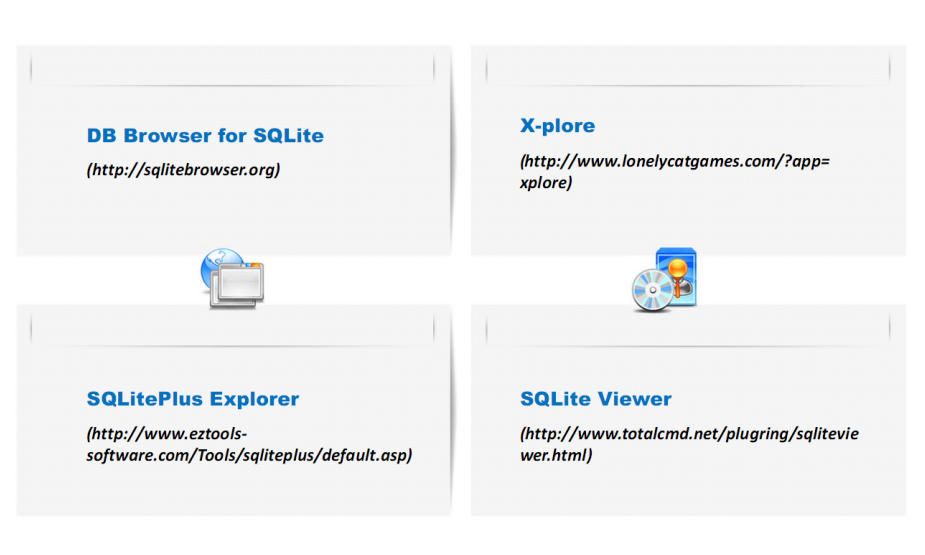 DB Browser for SQLite
(http://sqlitebrowser.org)
X-plore
(http://www.lonelycatgames.com/?app=
xplore)
SQLitePlus Explorer
(http://www.eztools-
software.com/Tools/sqliteplus/default.asp)
SQLite Viewer
(http://www.totalcmd.net/plugring/sqlitevie
wer.html)